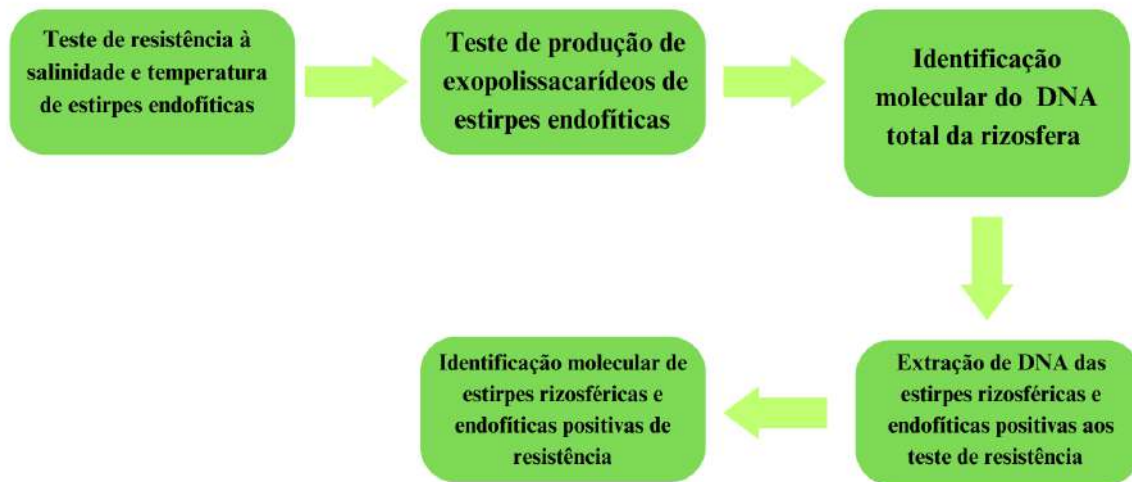 Teste de resistência à
salinidade e temperatura
de estirpes endofíticas
Teste de produção de
exopolissacarídeos de
estirpes endofíticas
Identificação
molecular do DNA
total da rizosfera
Extração de DNA das
estirpes rizosféricas e
endofíticas positivas aos
teste de resistência
Identificação molecular de
estirpes rizosféricas e
endofíticas positivas de
resistência